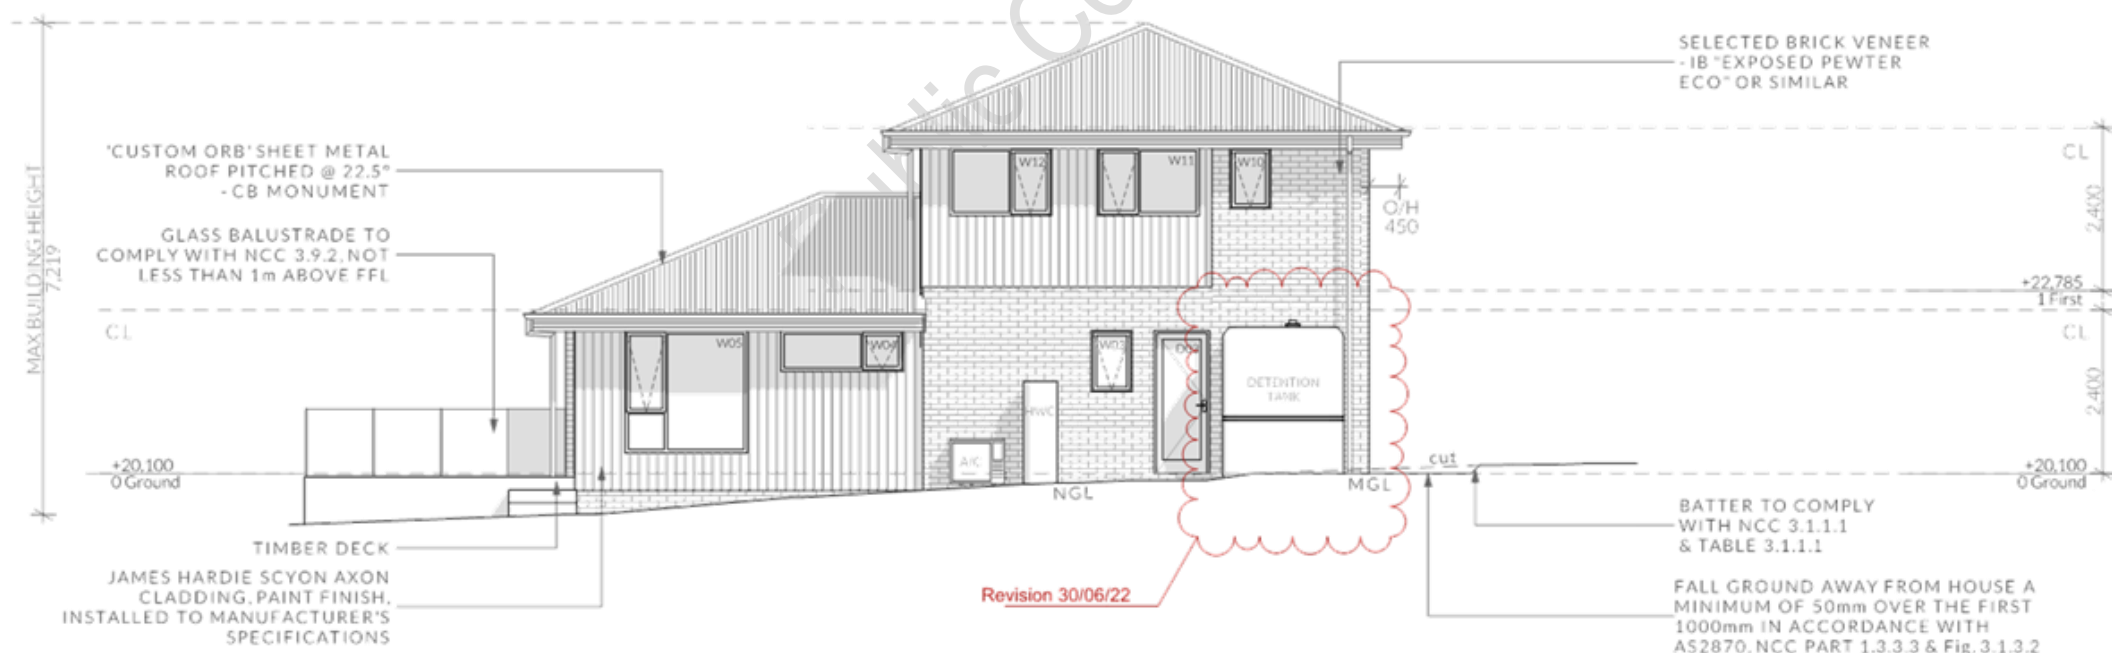 SELECTED BRICK VENEER
- IB "EXPOSED PEWTER
ECO" OR SIMILAR
'CUSTOM ORB' SHEET METAL
ROOF PITCHED @ 22.5°
- CB MONUMENT
GLASS BALUSTRADE TO
COMPLY WITH NCC 3.9.2, NOT
LESS THAN 1m ABOVE FFL
MAX BUILDING HEIGHT
7,219
CL
W12
W11
W10
O/H
450
CL
2,400
+22,785
1 First
CL
2,400
W05
W04
W03
D02
DETENTION
TANK
HWC
A/C
+20,100
0 Ground
NGL
MGL
cut
+20,100
0 Ground
TIMBER DECK
JAMES HARDIE SCYON AXON
CLADDING, PAINT FINISH,
INSTALLED TO MANUFACTURER'S
SPECIFICATIONS
Revision 30/06/22
BATTER TO COMPLY
WITH NCC 3.1.1.1
& TABLE 3.1.1.1
FALL GROUND AWAY FROM HOUSE A
MINIMUM OF 50mm OVER THE FIRST
1000mm IN ACCORDANCE WITH
AS2870, NCC PART 1.3.3.3 & Fig. 3.1.3.2